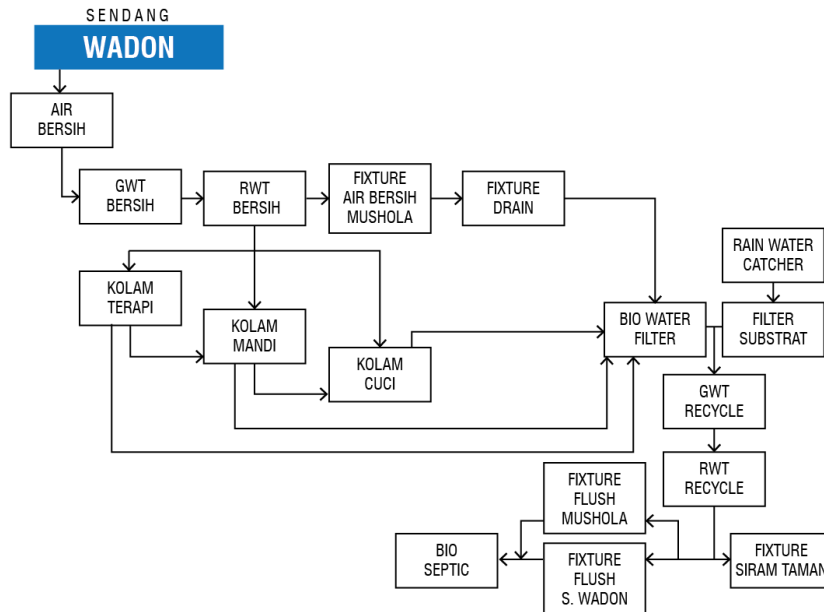 SENDANG
WADON
AIR
BERSIH
GWT
BERSIH
RWT
BERSIH
FIXTURE
AIR BERSIH
MUSHOLA
FIXTURE
DRAIN
RAIN WATER
CATCHER
KOLAM
TERAPI
KOLAM
MANDI
KOLAM
CUCI
BIO WATER
FILTER
FILTER
SUBSTRAT
GWT
RECYCLE
RWT
RECYCLE
FIXTURE
FLUSH
MUSHOLA
BIO
SEPTIC
FIXTURE
FLUSH
S. WADON
FIXTURE
SIRAM TAMAN